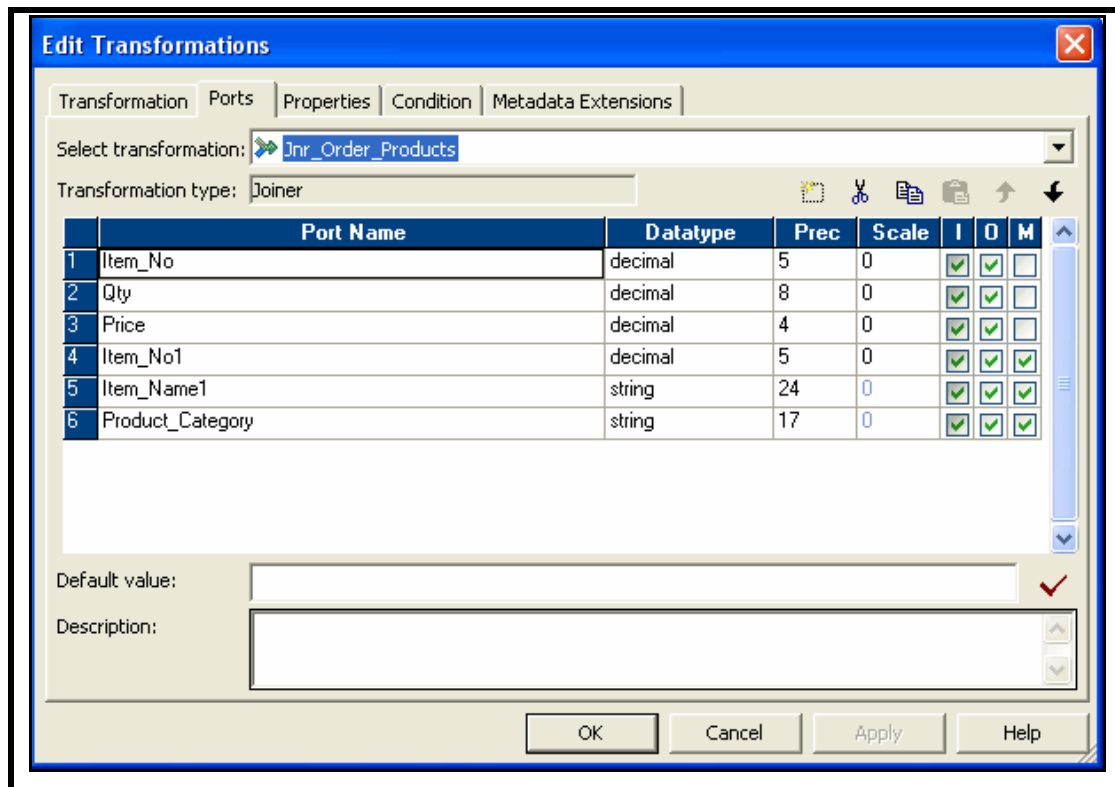 Edit Transformations
Transformation Ports Properties Condition Metadata Extensions
Select transformation: Jnr_Order_Products
Transformation type: Joiner
Port Name Datatype Prec Scale I O M
1 Item_No decimal 5 0
2 Qty decimal 8 0
3 Price decimal 4 0
4 Item_No1 decimal 5 0
5 Item_Name1 string 24 0
6 Product_Category string 17 0
Default value:
Description:
OK Cancel Apply Help